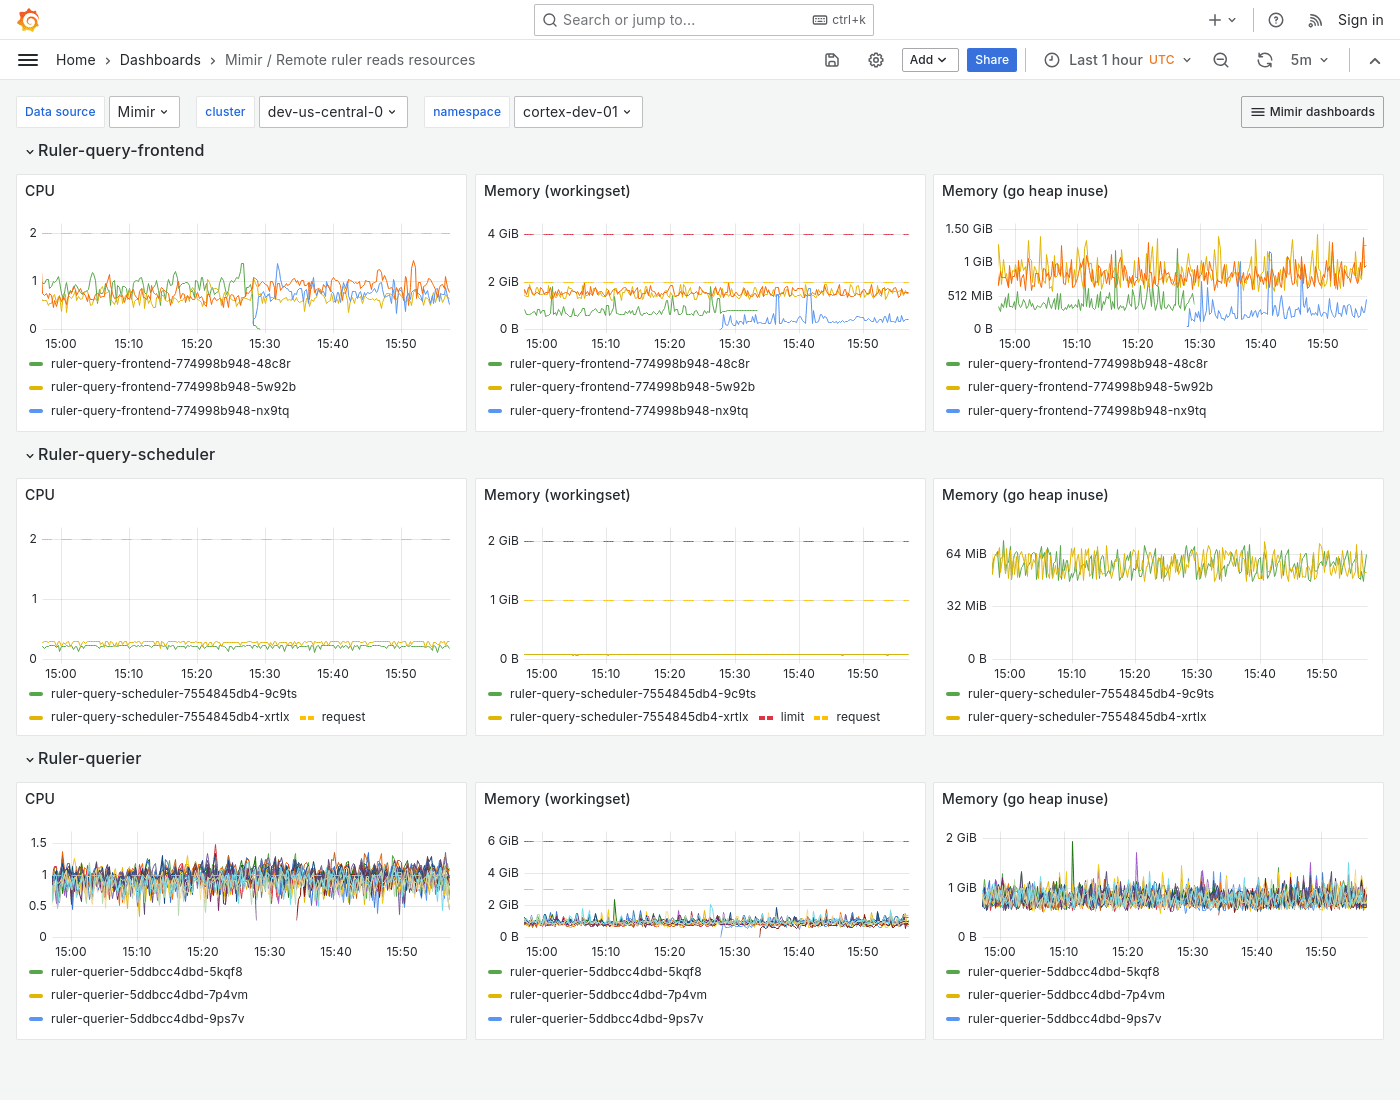 Search or jump to... ctrl+k Sign in
Home Dashboards Mimir / Remote ruler reads resources Add Share Last 1 hour UTC 5m
Data source Mimir cluster dev-us-central-0 namespace cortex-dev-01 Mimir dashboards
Ruler-query-frontend
CPU
2
1
0
15:00 15:10 15:20 15:30 15:40 15:50
ruler-query-frontend-774998b948-48c8r
ruler-query-frontend-774998b948-5w92b
ruler-query-frontend-774998b948-nx9tq
Memory (workingset)
4 GiB
2 GiB
0 B
15:00 15:10 15:20 15:30 15:40 15:50
ruler-query-frontend-774998b948-48c8r
ruler-query-frontend-774998b948-5w92b
ruler-query-frontend-774998b948-nx9tq
Memory (go heap inuse)
1.50 GiB
1 GiB
512 MiB
0 B
15:00 15:10 15:20 15:30 15:40 15:50
ruler-query-frontend-774998b948-48c8r
ruler-query-frontend-774998b948-5w92b
ruler-query-frontend-774998b948-nx9tq
Ruler-query-scheduler
CPU
2
1
0
15:00 15:10 15:20 15:30 15:40 15:50
ruler-query-scheduler-7554845db4-9c9ts
ruler-query-scheduler-7554845db4-xrtlx request
Memory (workingset)
2 GiB
1 GiB
0 B
15:00 15:10 15:20 15:30 15:40 15:50
ruler-query-scheduler-7554845db4-9c9ts
ruler-query-scheduler-7554845db4-xrtlx limit request
Memory (go heap inuse)
64 MiB
32 MiB
0 B
15:00 15:10 15:20 15:30 15:40 15:50
ruler-query-scheduler-7554845db4-9c9ts
ruler-query-scheduler-7554845db4-xrtlx
Ruler-querier
CPU
1.5
1
0.5
0
15:00 15:10 15:20 15:30 15:40 15:50
ruler-querier-5ddbcc4dbd-5kqf8
ruler-querier-5ddbcc4dbd-7p4vm
ruler-querier-5ddbcc4dbd-9ps7v
Memory (workingset)
6 GiB
4 GiB
2 GiB
0 B
15:00 15:10 15:20 15:30 15:40 15:50
ruler-querier-5ddbcc4dbd-5kqf8
ruler-querier-5ddbcc4dbd-7p4vm
ruler-querier-5ddbcc4dbd-9ps7v
Memory (go heap inuse)
2 GiB
1 GiB
0 B
15:00 15:10 15:20 15:30 15:40 15:50
ruler-querier-5ddbcc4dbd-5kqf8
ruler-querier-5ddbcc4dbd-7p4vm
ruler-querier-5ddbcc4dbd-9ps7v